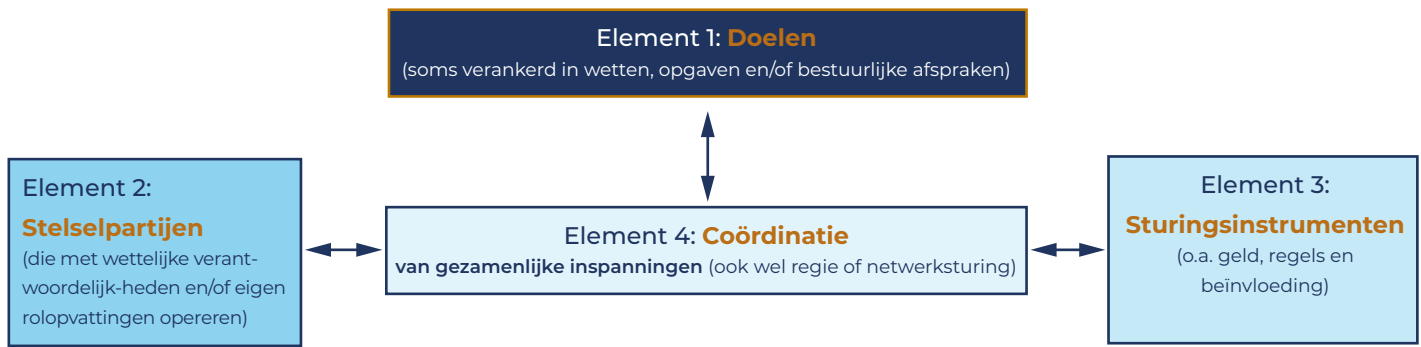 Element 1: Doelen
(soms verankerd in wetten, opgaven en/of bestuurlijke afspraken)
Element 2:
Stelselpartijen
(die met wettelijke verant-
woordelijk-heden en/of eigen
rolopvattingen opereren)
Element 4: Coördinatie
van gezamenlijke inspanningen (ook wel regie of netwerksturing)
Element 3:
Sturingsinstrumenten
(o.a. geld, regels en
beïnvloeding)